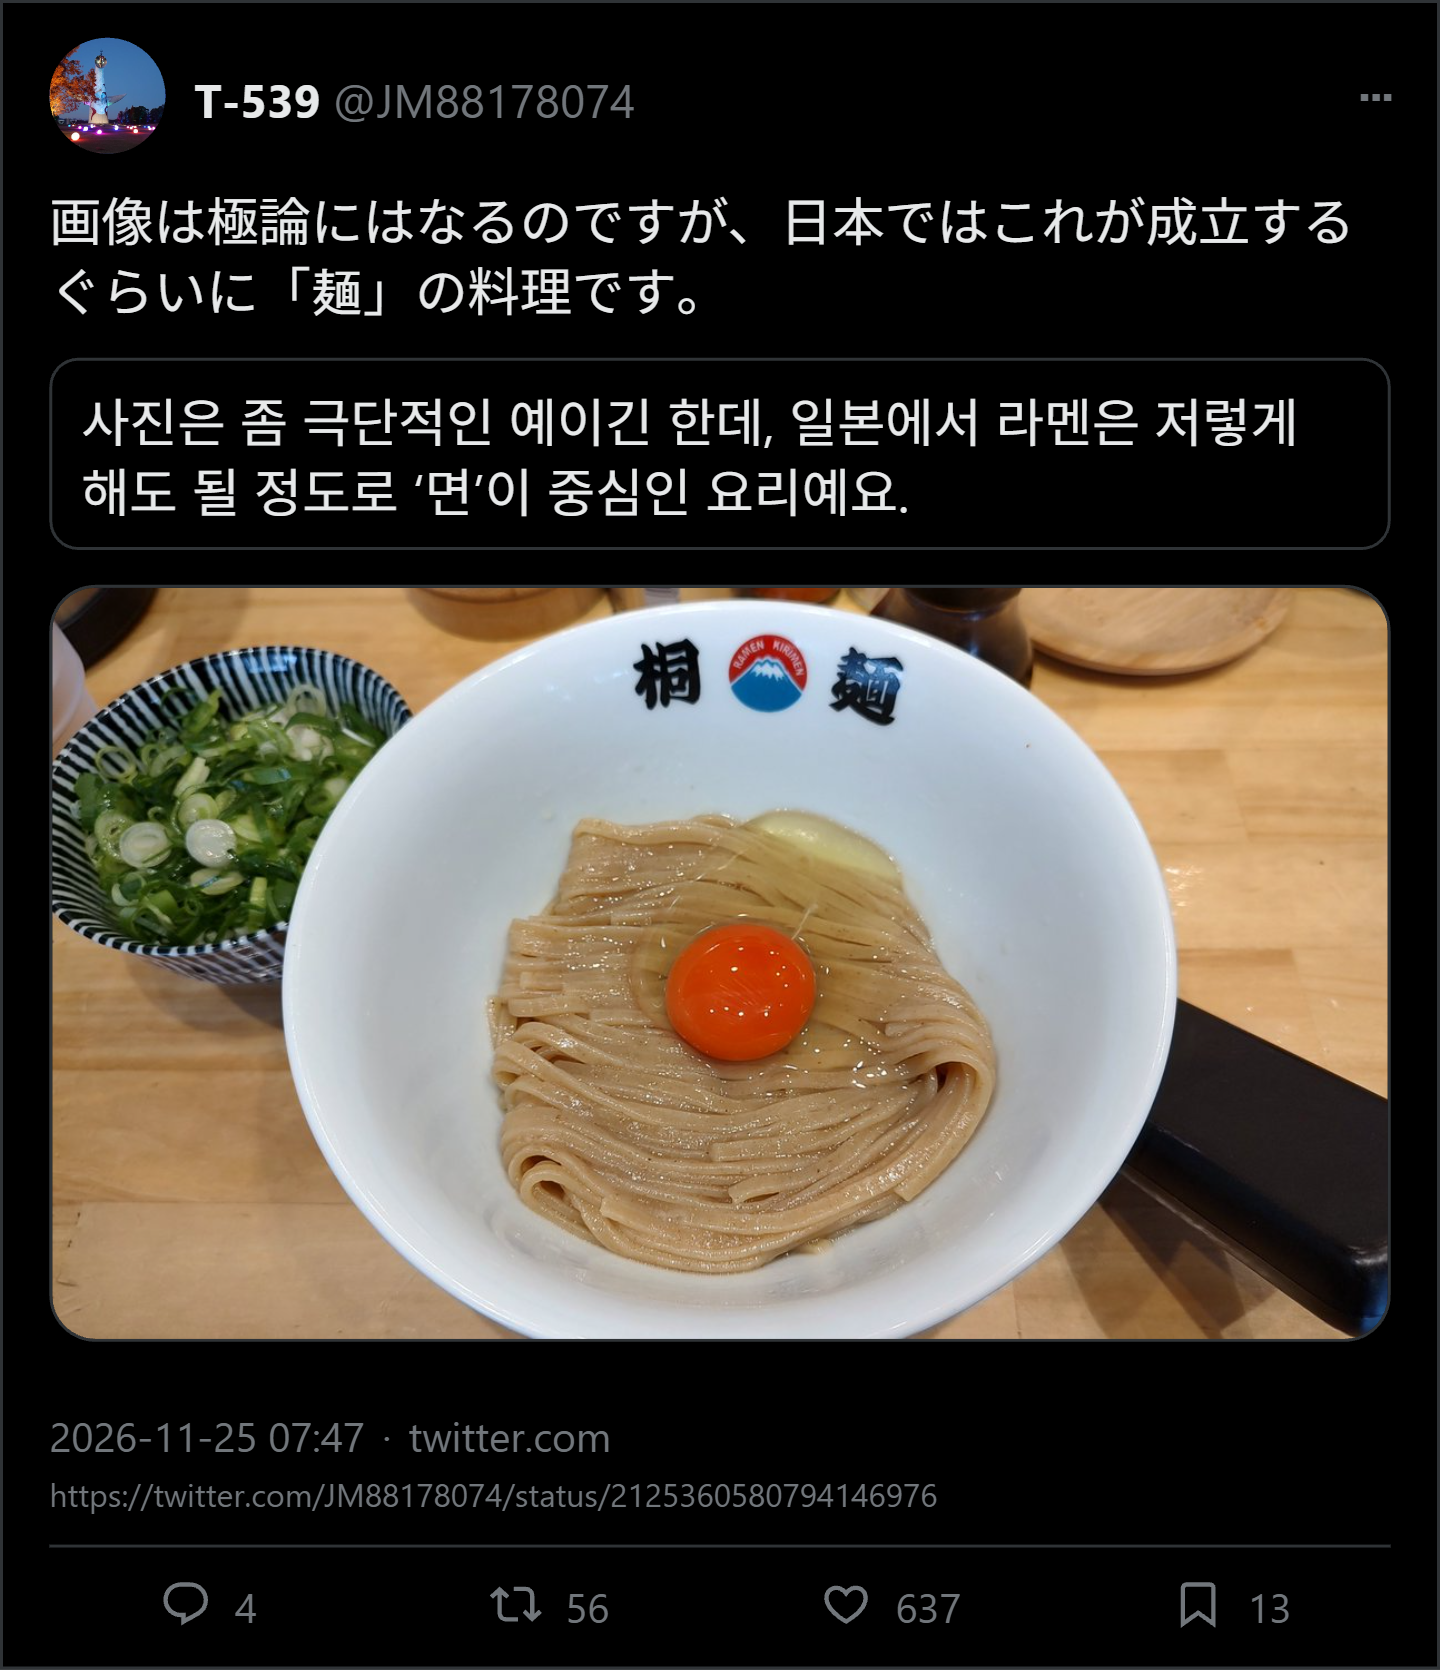 T-539 @JM88178074
画像は極論にはなるのですが、日本ではこれが成立する
ぐらいに「麺」の料理です。
사진은 좀 극단적인 예이긴 한데, 일본에서 라멘은 저렇게
해도 될 정도로 ‘면’이 중심인 요리예요.
桐 RAMEN KIRIMEN 麺
2026-11-25 07:47 · twitter.com
https://twitter.com/JM88178074/status/2125360580794146976
4 56 637 13